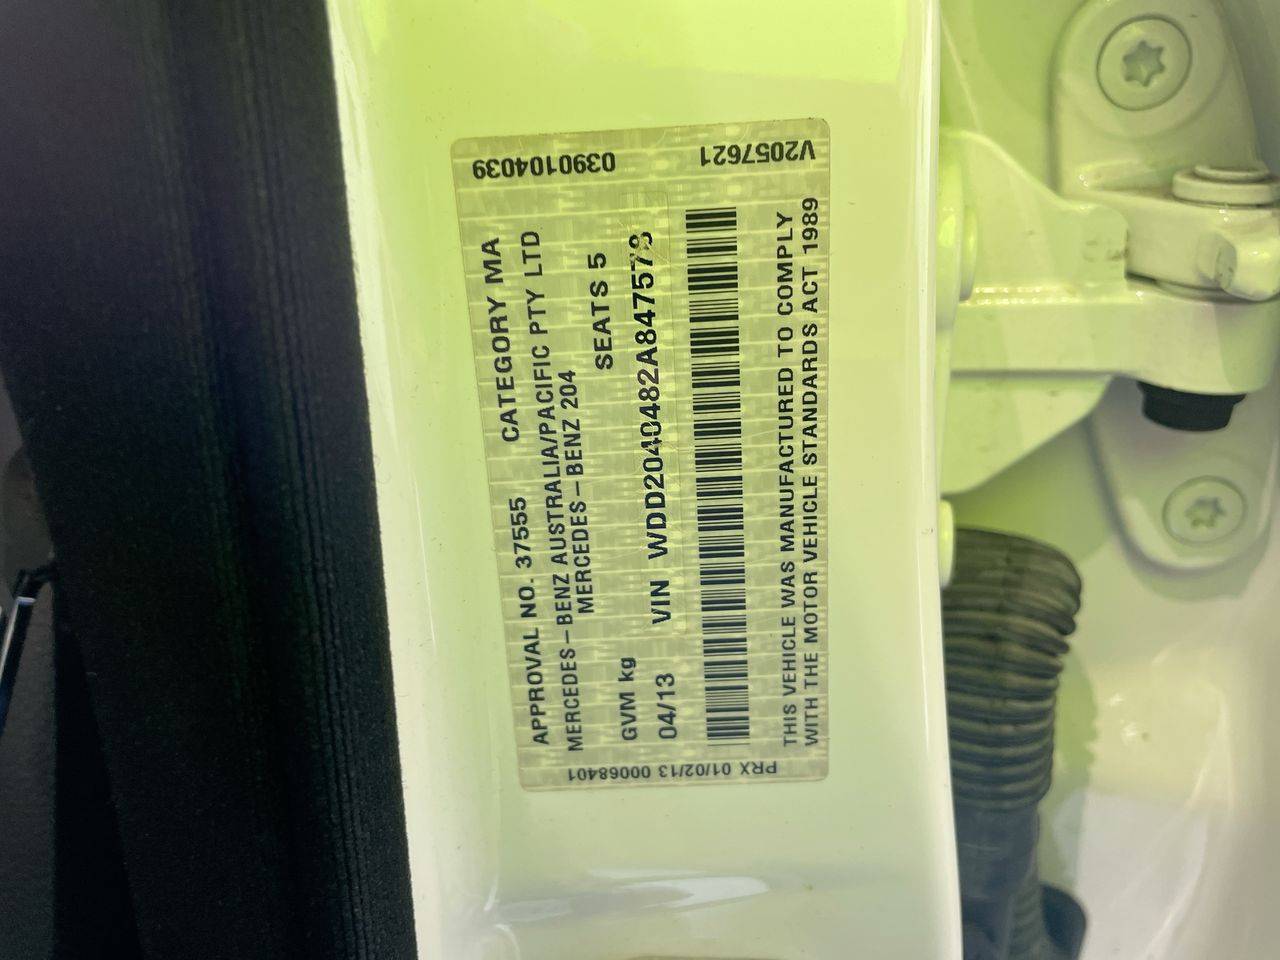 0390104039
V2057621
APPROVAL NO. 37555 CATEGORY MA
MERCEDES-BENZ AUSTRALIA/PACIFIC PTY LTD
MERCEDES-BENZ 204
GVM kg SEATS 5
04/13 VIN WDD2040482A847578
THIS VEHICLE WAS MANUFACTURED TO COMPLY
WITH THE MOTOR VEHICLE STANDARDS ACT 1989
PRX 01/02/13 00068401